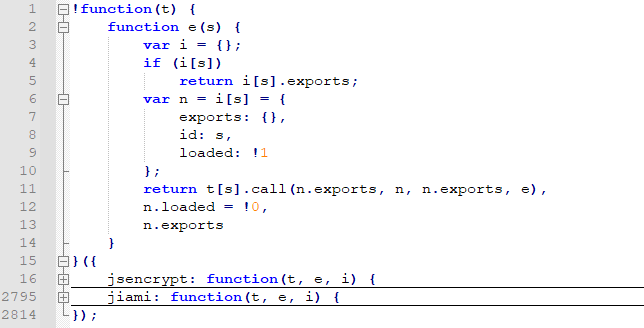 1 !function(t) {
2 function e(s) {
3 var i = {};
4 if (i[s])
5 return i[s].exports;
6 var n = i[s] = {
7 exports: {},
8 id: s,
9 loaded: !1
10 };
11 return t[s].call(n.exports, n, n.exports, e),
12 n.loaded = !0,
13 n.exports
14 }
15 }({
16 jsencrypt: function(t, e, i) {
2795 jiami: function(t, e, i) {
2814 });